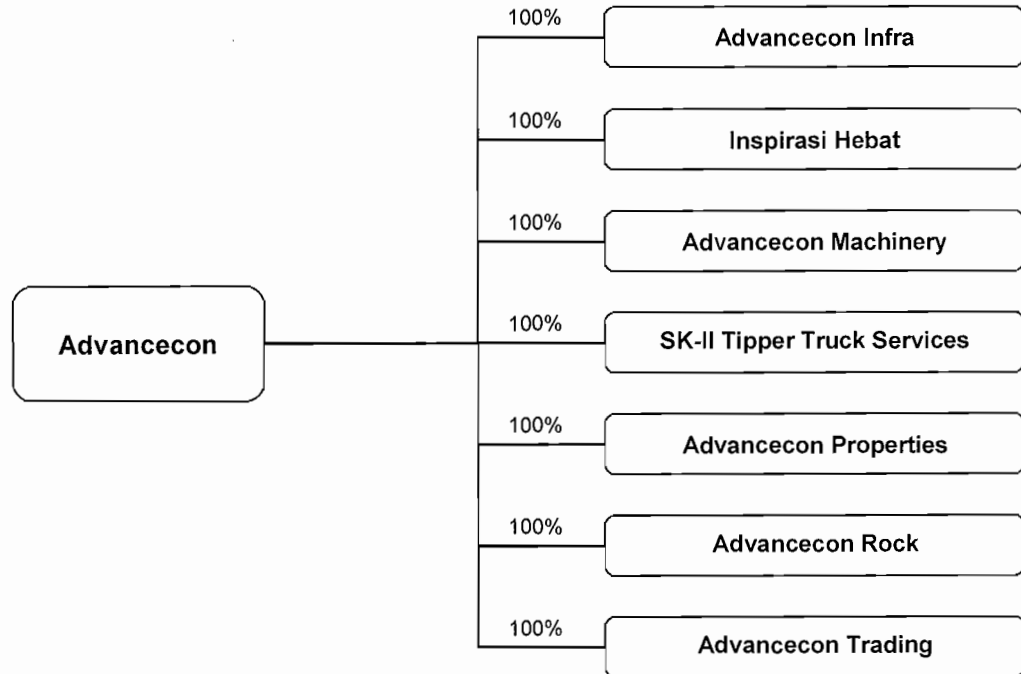 100%
Advancecon Infra
100%
Inspirasi Hebat
100%
Advancecon Machinery
Advancecon
100%
SK-II Tipper Truck Services
100%
Advancecon Properties
100%
Advancecon Rock
100%
Advancecon Trading